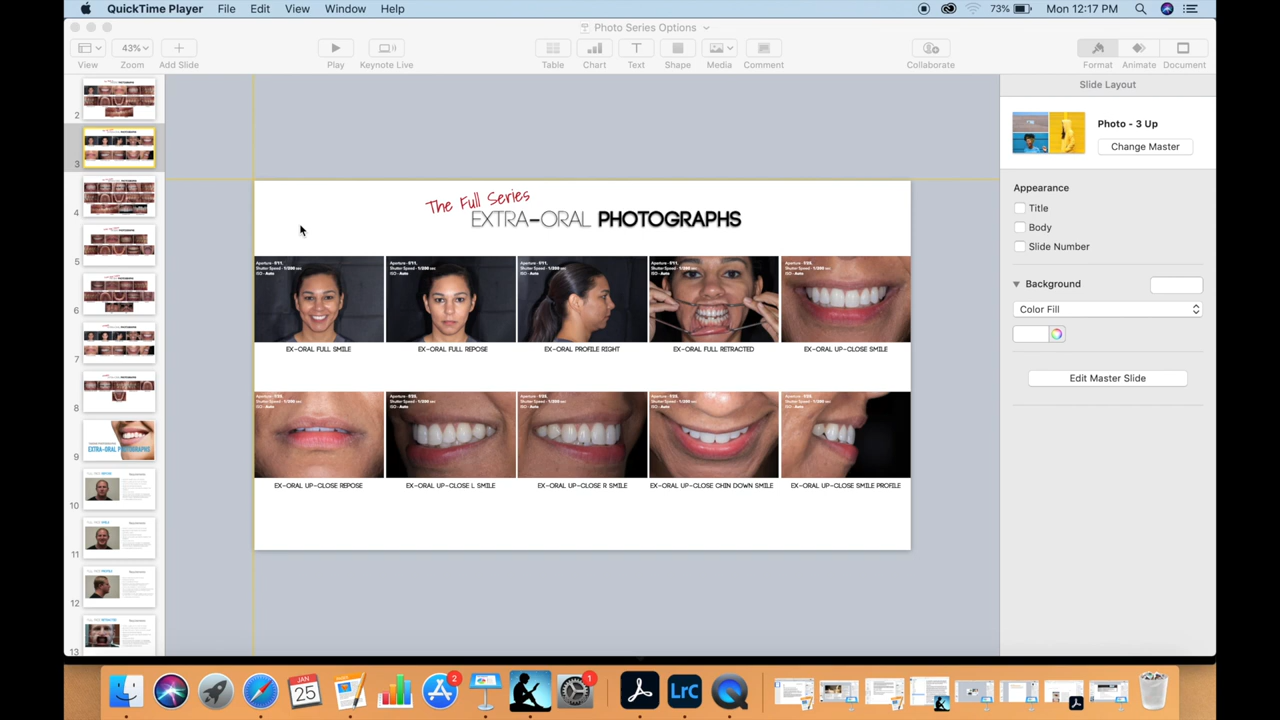 QuickTime Player File Edit View Window Help
73% Mon 12:17 PM
Photo Series Options
43%
View Zoom Add Slide Play Keynote Live Table Chart Text Shape Media Comment Collaborate Format Animate Document
Slide Layout
Photo - 3 Up
Change Master
Appearance
Title
Body
Slide Number
Background
Color Fill
Edit Master Slide
2
3
4
5
6
7
8
9
10
11
12
13
EXTRA-ORAL PHOTOGRAPHS
The Full Series
EXTRA-ORAL PHOTOGRAPHS
EX-ORAL FULL SMILE
EX-ORAL FULL REPOSE
EX-ORAL PROFILE RIGHT
EX-ORAL FULL RETRACTED
EX-ORAL UP-CLOSE SMILE
EX-ORAL UP-CLOSE REPOSE
EX-ORAL UP-CLOSE L SMILE
EX-ORAL UP-CLOSE R SMILE
EX-ORAL UP-CLOSE CHIN DOWN SMILE
EX-ORAL UP-CLOSE SMILE PROFILE
JAN
25
2
1
LrC